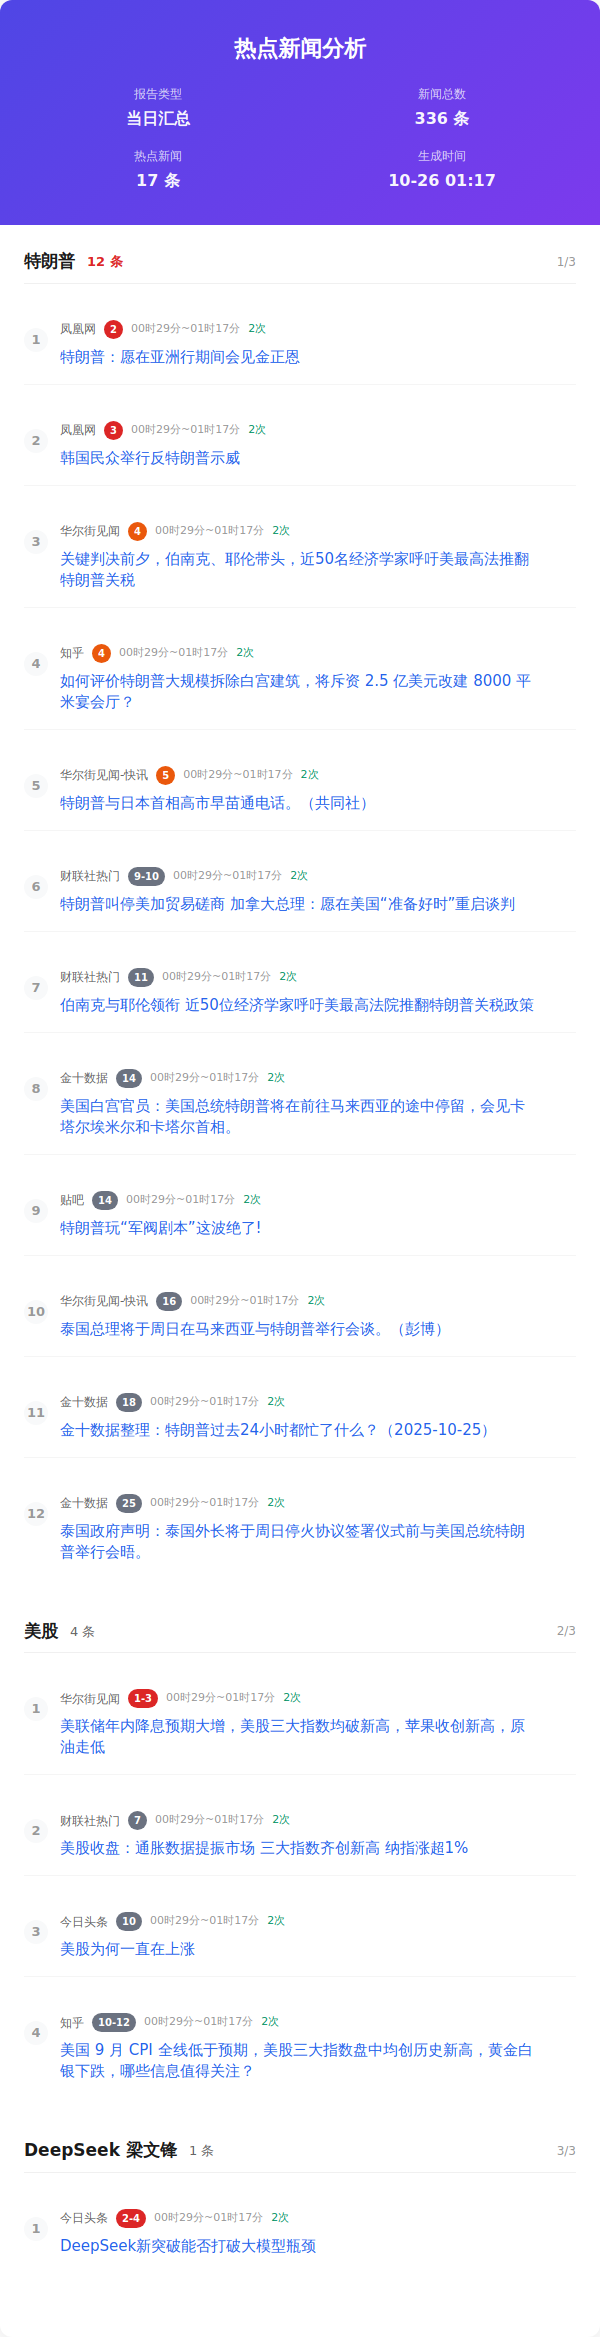 热点新闻分析
报告类型
当日汇总
新闻总数
336 条
热点新闻
17 条
生成时间
10-26 01:17
特朗普 12 条 1/3
1
凤凰网 2 00时29分~01时17分 2次
特朗普：愿在亚洲行期间会见金正恩
2
凤凰网 3 00时29分~01时17分 2次
韩国民众举行反特朗普示威
3
华尔街见闻 4 00时29分~01时17分 2次
关键判决前夕，伯南克、耶伦带头，近50名经济学家呼吁美最高法推翻
特朗普关税
4
知乎 4 00时29分~01时17分 2次
如何评价特朗普大规模拆除白宫建筑，将斥资 2.5 亿美元改建 8000 平
米宴会厅？
5
华尔街见闻-快讯 5 00时29分~01时17分 2次
特朗普与日本首相高市早苗通电话。（共同社）
6
财联社热门 9-10 00时29分~01时17分 2次
特朗普叫停美加贸易磋商 加拿大总理：愿在美国“准备好时”重启谈判
7
财联社热门 11 00时29分~01时17分 2次
伯南克与耶伦领衔 近50位经济学家呼吁美最高法院推翻特朗普关税政策
8
金十数据 14 00时29分~01时17分 2次
美国白宫官员：美国总统特朗普将在前往马来西亚的途中停留，会见卡
塔尔埃米尔和卡塔尔首相。
9
贴吧 14 00时29分~01时17分 2次
特朗普玩“军阀剧本”这波绝了!
10
华尔街见闻-快讯 16 00时29分~01时17分 2次
泰国总理将于周日在马来西亚与特朗普举行会谈。（彭博）
11
金十数据 18 00时29分~01时17分 2次
金十数据整理：特朗普过去24小时都忙了什么？（2025-10-25）
12
金十数据 25 00时29分~01时17分 2次
泰国政府声明：泰国外长将于周日停火协议签署仪式前与美国总统特朗
普举行会晤。
美股 4 条 2/3
1
华尔街见闻 1-3 00时29分~01时17分 2次
美联储年内降息预期大增，美股三大指数均破新高，苹果收创新高，原
油走低
2
财联社热门 7 00时29分~01时17分 2次
美股收盘：通胀数据提振市场 三大指数齐创新高 纳指涨超1%
3
今日头条 10 00时29分~01时17分 2次
美股为何一直在上涨
4
知乎 10-12 00时29分~01时17分 2次
美国 9 月 CPI 全线低于预期，美股三大指数盘中均创历史新高，黄金白
银下跌，哪些信息值得关注？
DeepSeek 梁文锋 1 条 3/3
1
今日头条 2-4 00时29分~01时17分 2次
DeepSeek新突破能否打破大模型瓶颈